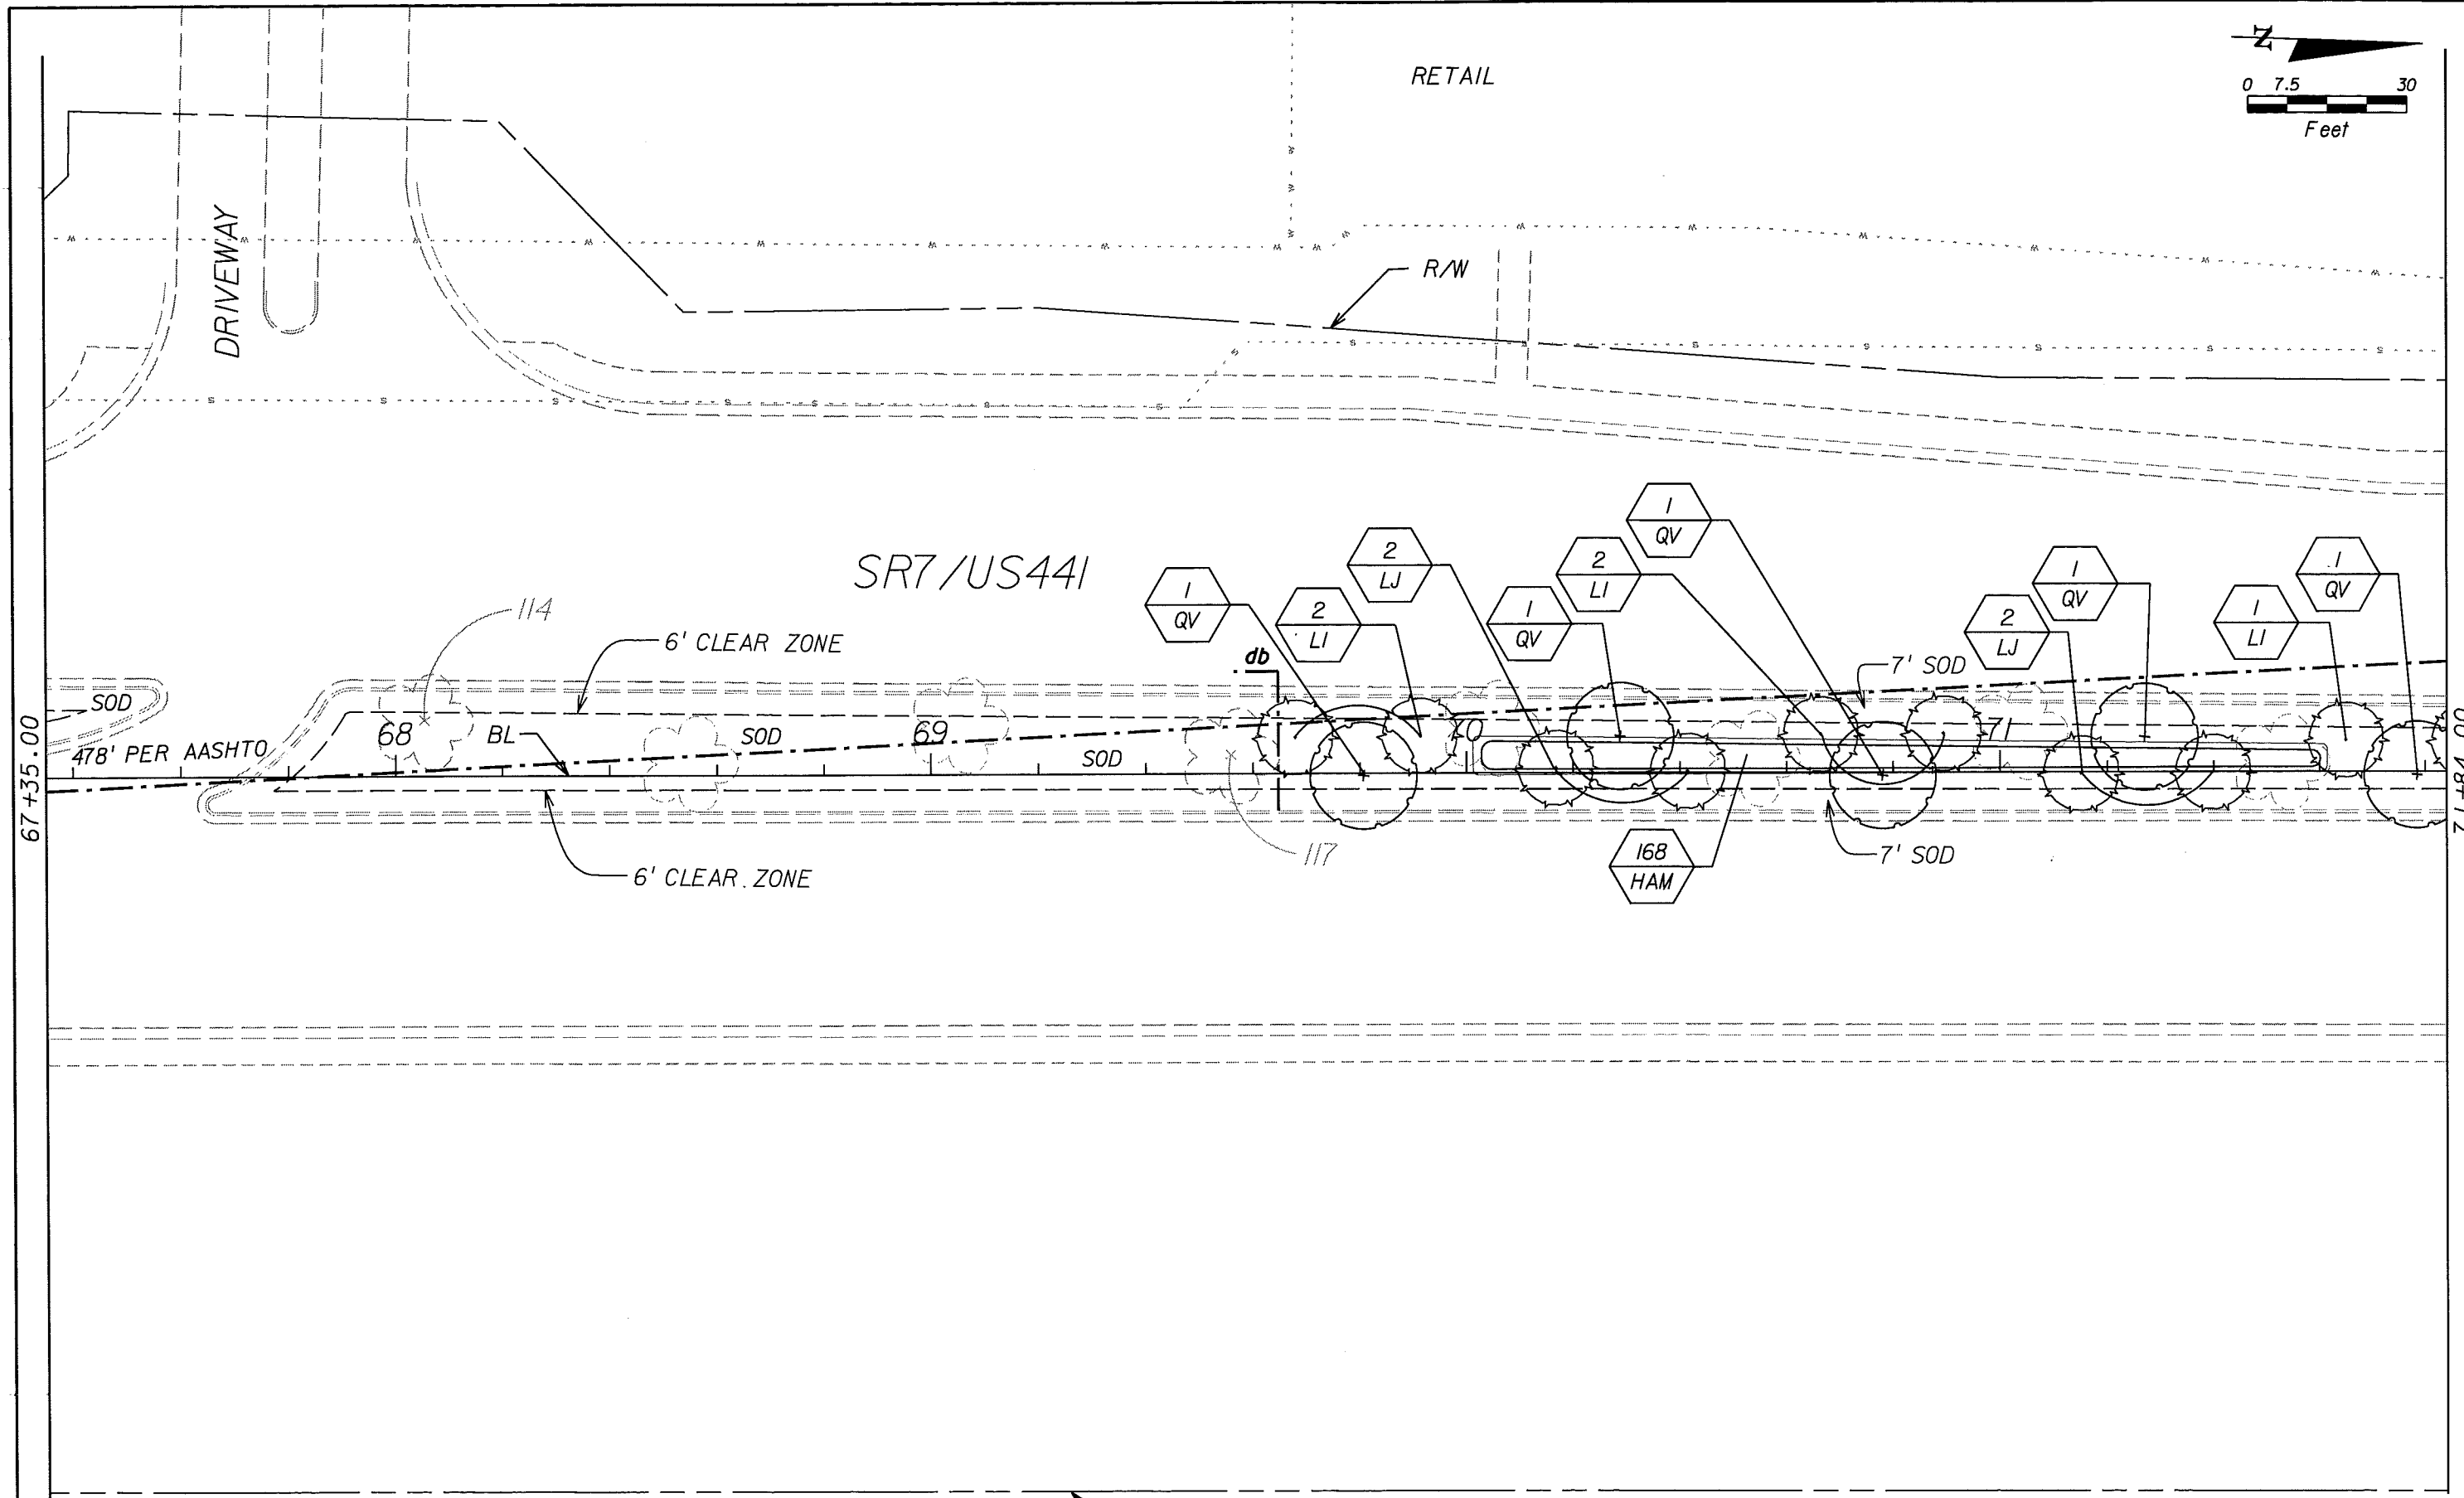 RETAIL
N
0 7.5 30
Feet
DRIVEWAY
R/W
SR7/US441
1
QV
2
LI
2
LJ
1
QV
2
LI
1
QV
2
LJ
1
QV
1
LI
1
QV
114
6' CLEAR ZONE
db
7' SOD
SOD
478' PER AASHTO
68
BL
SOD
69
SOD
70
71
67+35.00
71+84.00
6' CLEAR ZONE
117
168
HAM
7' SOD
W W W W W W W W W W W W W W W W W W
S S S S S S S S S S S S S S S